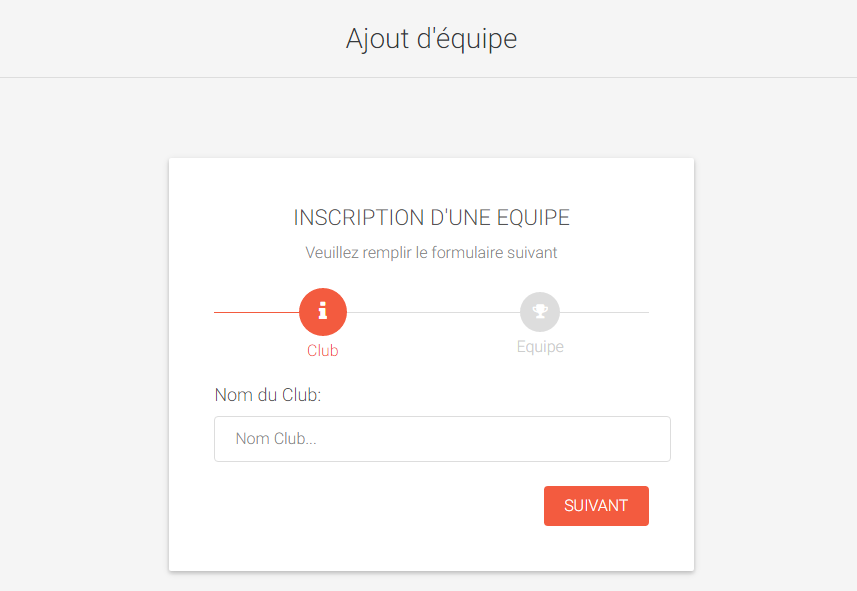 Ajout d'équipe
INSCRIPTION D'UNE EQUIPE
Veuillez remplir le formulaire suivant
Club
Equipe
Nom du Club:
Nom Club...
SUIVANT